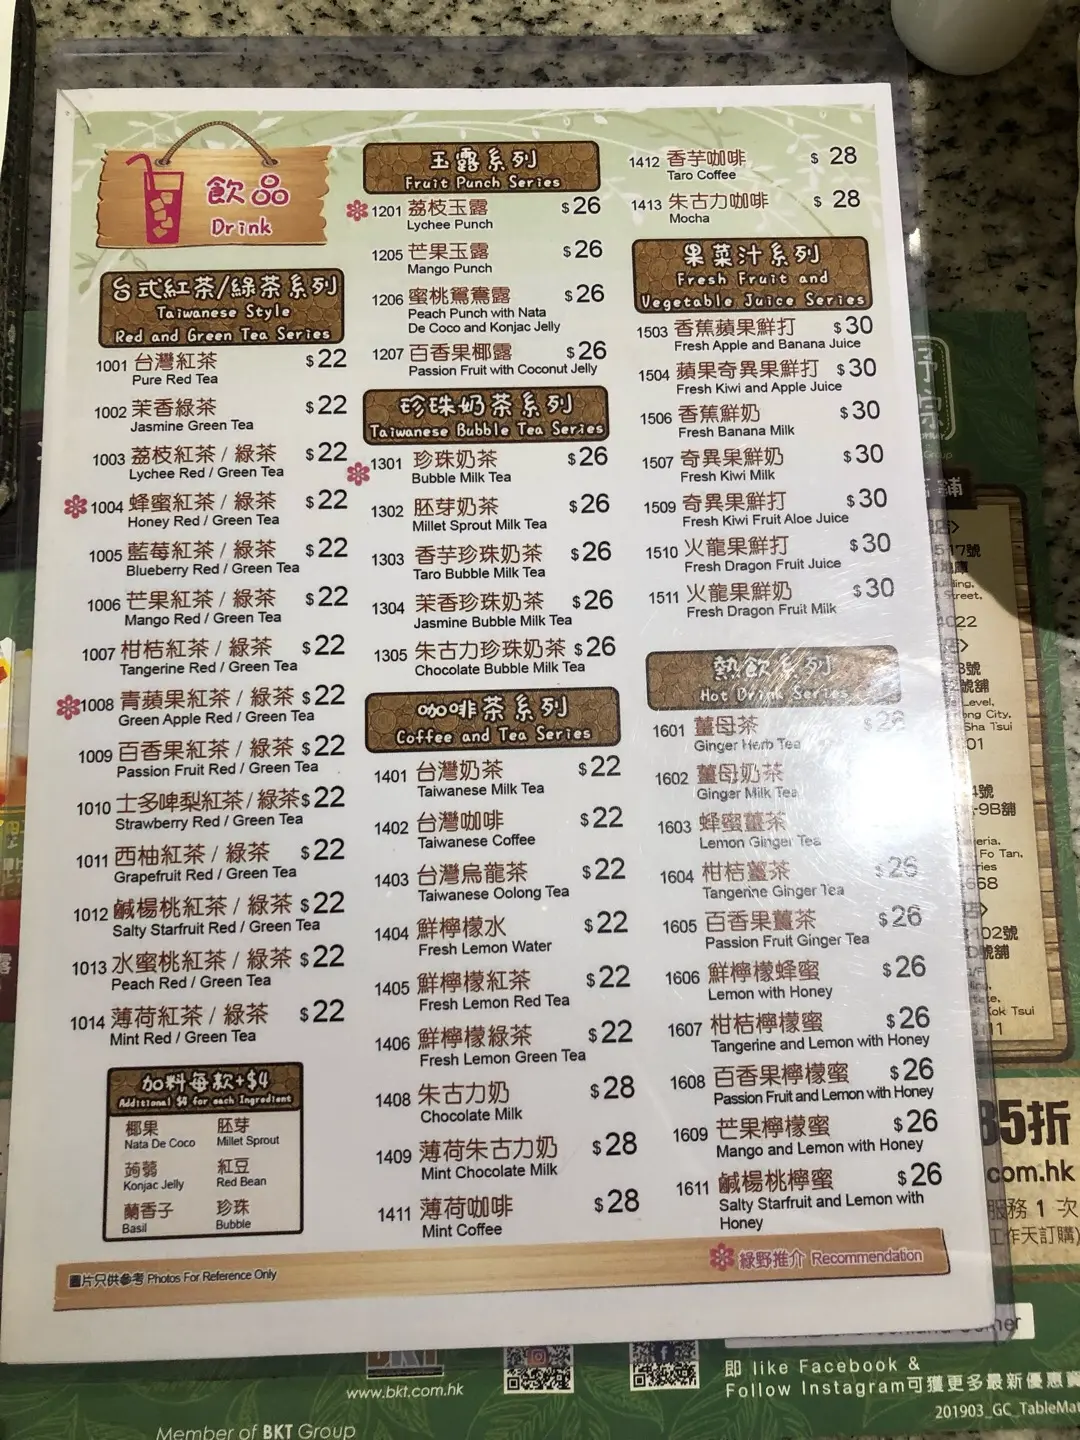 飲品
Drink
台式紅茶/綠茶系列
Taiwanese Style
Red and Green Tea Series
1001 台灣紅茶 $22
Pure Red Tea
1002 茉香綠茶 $22
Jasmine Green Tea
1003 荔枝紅茶 / 綠茶 $22
Lychee Red / Green Tea
1004 蜂蜜紅茶 / 綠茶 $22
Honey Red / Green Tea
1005 藍莓紅茶 / 綠茶 $22
Blueberry Red / Green Tea
1006 芒果紅茶 / 綠茶 $22
Mango Red / Green Tea
1007 柑桔紅茶 / 綠茶 $22
Tangerine Red / Green Tea
1008 青蘋果紅茶 / 綠茶 $22
Green Apple Red / Green Tea
1009 百香果紅茶 / 綠茶 $22
Passion Fruit Red / Green Tea
1010 士多啤梨紅茶 / 綠茶 $22
Strawberry Red / Green Tea
1011 西柚紅茶 / 綠茶 $22
Grapefruit Red / Green Tea
1012 鹹楊桃紅茶 / 綠茶 $22
Salty Starfruit Red / Green Tea
1013 水蜜桃紅茶 / 綠茶 $22
Peach Red / Green Tea
1014 薄荷紅茶 / 綠茶 $22
Mint Red / Green Tea
加料每款+$4
Additional $4 for each Ingredient
椰果 胚芽
Nata De Coco Millet Sprout
蒟蒻 紅豆
Konjac Jelly Red Bean
蘭香子 珍珠
Basil Bubble
圖片只供參考 Photos For Reference Only
玉露系列
Fruit Punch Series
1201 荔枝玉露 $26
Lychee Punch
1205 芒果玉露 $26
Mango Punch
1206 蜜桃鴛鴦露 $26
Peach Punch with Nata
De Coco and Konjac Jelly
1207 百香果椰露 $26
Passion Fruit with Coconut Jelly
珍珠奶茶系列
Taiwanese Bubble Tea Series
1301 珍珠奶茶 $26
Bubble Milk Tea
1302 胚芽奶茶 $26
Millet Sprout Milk Tea
1303 香芋珍珠奶茶 $26
Taro Bubble Milk Tea
1304 茉香珍珠奶茶 $26
Jasmine Bubble Milk Tea
1305 朱古力珍珠奶茶 $26
Chocolate Bubble Milk Tea
咖啡茶系列
Coffee and Tea Series
1401 台灣奶茶 $22
Taiwanese Milk Tea
1402 台灣咖啡 $22
Taiwanese Coffee
1403 台灣烏龍茶 $22
Taiwanese Oolong Tea
1404 鮮檸檬水 $22
Fresh Lemon Water
1405 鮮檸檬紅茶 $22
Fresh Lemon Red Tea
1406 鮮檸檬綠茶 $22
Fresh Lemon Green Tea
1408 朱古力奶 $28
Chocolate Milk
1409 薄荷朱古力奶 $28
Mint Chocolate Milk
1411 薄荷咖啡 $28
Mint Coffee
1412 香芋咖啡 $ 28
Taro Coffee
1413 朱古力咖啡 $ 28
Mocha
果菜汁系列
Fresh Fruit and
Vegetable Juice Series
1503 香蕉蘋果鮮打 $30
Fresh Apple and Banana Juice
1504 蘋果奇異果鮮打 $30
Fresh Kiwi and Apple Juice
1506 香蕉鮮奶 $30
Fresh Banana Milk
1507 奇異果鮮奶 $30
Fresh Kiwi Milk
1509 奇異果鮮打 $30
Fresh Kiwi Fruit Aloe Juice
1510 火龍果鮮打 $30
Fresh Dragon Fruit Juice
1511 火龍果鮮奶 $30
Fresh Dragon Fruit Milk
熱飲系列
Hot Drink Series
1601 薑母茶
Ginger Herb Tea
1602 薑母奶茶
Ginger Milk Tea
1603 蜂蜜薑茶
Lemon Ginger Tea
1604 柑桔薑茶 $26
Tangerine Ginger Tea
1605 百香果薑茶 $26
Passion Fruit Ginger Tea
1606 鮮檸檬蜂蜜 $26
Lemon with Honey
1607 柑桔檸檬蜜 $26
Tangerine and Lemon with Honey
1608 百香果檸檬蜜 $26
Passion Fruit and Lemon with Honey
1609 芒果檸檬蜜 $26
Mango and Lemon with Honey
1611 鹹楊桃檸蜜 $26
Salty Starfruit and Lemon with
Honey
綠野推介 Recommendation
85折
com.hk
服務 1 次
工作天訂購)
www.bkt.com.hk
Member of BKT Group
即 like Facebook &
Follow Instagram可獲更多最新優惠
201903_GC_TableMat